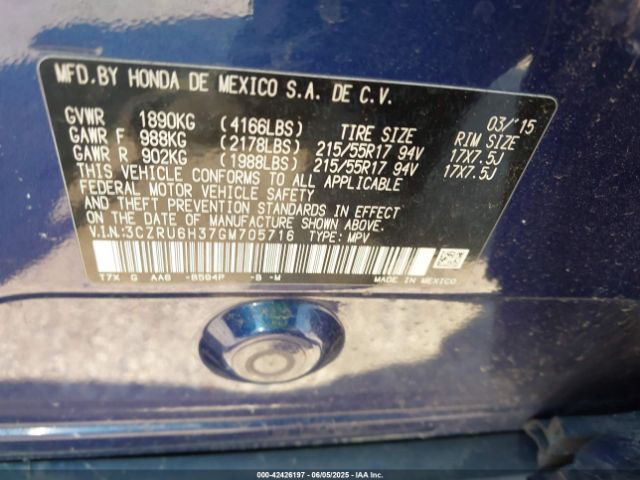 MFD.BY HONDA DE MEXICO S.A. DE C.V.
03/'15
GVWR 1890KG (4166LBS) TIRE SIZE RIM SIZE
GAWR F 988KG (2178LBS) 215/55R17 94V 17X7.5J
GAWR R 902KG (1988LBS) 215/55R17 94V 17X7.5J
THIS VEHICLE CONFORMS TO ALL APPLICABLE
FEDERAL MOTOR VEHICLE SAFETY
AND THEFT PREVENTION STANDARDS IN EFFECT
ON THE DATE OF MANUFACTURE SHOWN ABOVE.
V.I.N:3CZRU6H37GM705716 TYPE: MPV
T7X G AAB -B594P -B -M MADE IN MEXICO
000-42426197 - 06/05/2025 - IAA Inc.